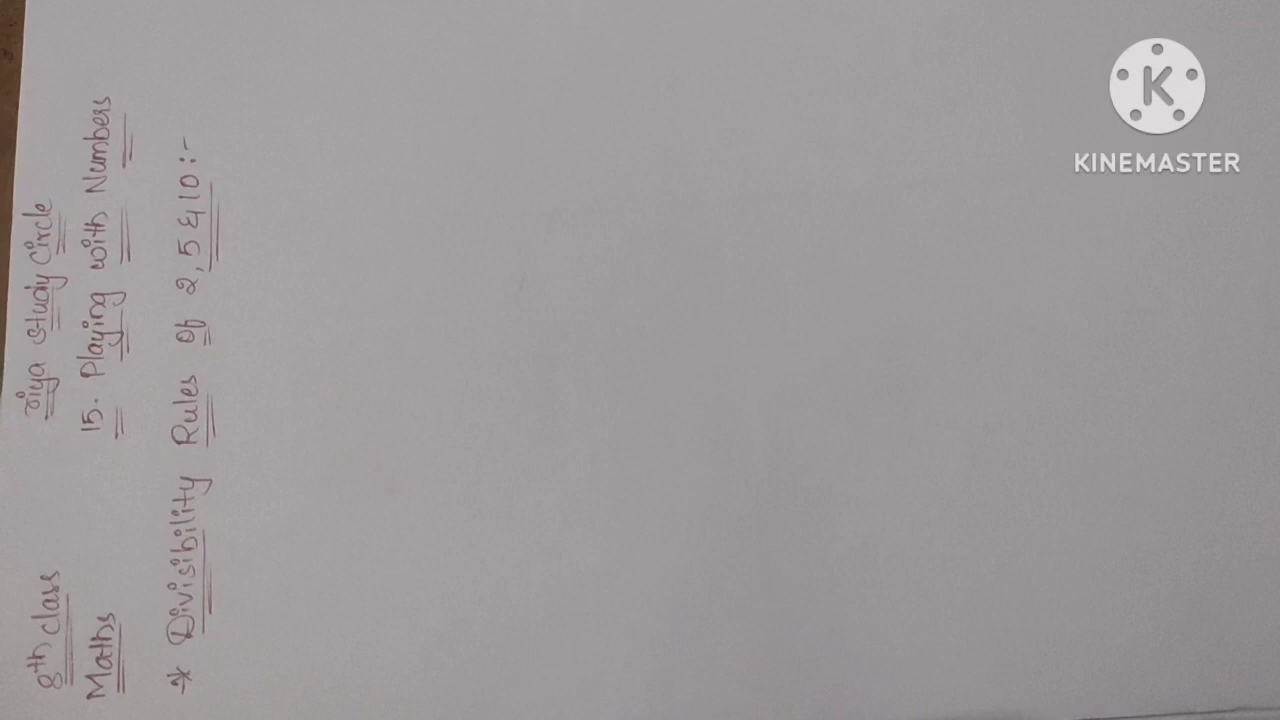 8th class
riya study circle
Maths
15. Playing with Numbers
* Divisibility Rules of 2, 5 & 10:-
K
KINEMASTER